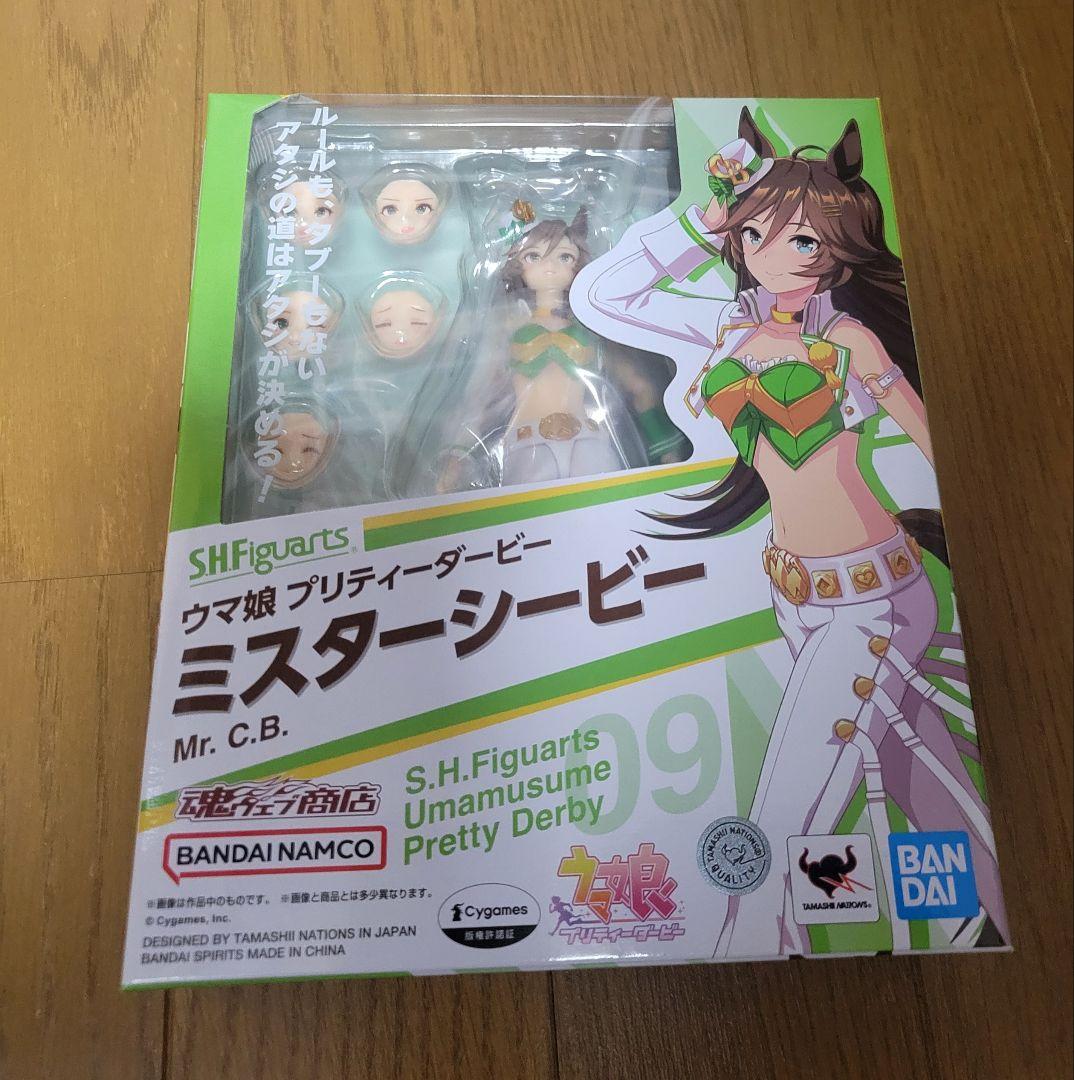 ルールも、タブーもない
アタシの道はアタシが決める!
S.H.Figuarts
ウマ娘 プリティーダービー
ミスターシービー
Mr. C.B.
09
S.H.Figuarts
Umamusume
Pretty Derby
魂ウェブ商店
BANDAI NAMCO
※画像は作品中のものです。 ※画像と商品とは多少異なります。
© Cygames, Inc.
DESIGNED BY TAMASHII NATIONS IN JAPAN
BANDAI SPIRITS MADE IN CHINA
Cygames
版権許諾証
ウマ娘
プリティーダービー
TAMASHII NATIONS
QUALITY
TAMASHII NATIONS®
BAN
DAI